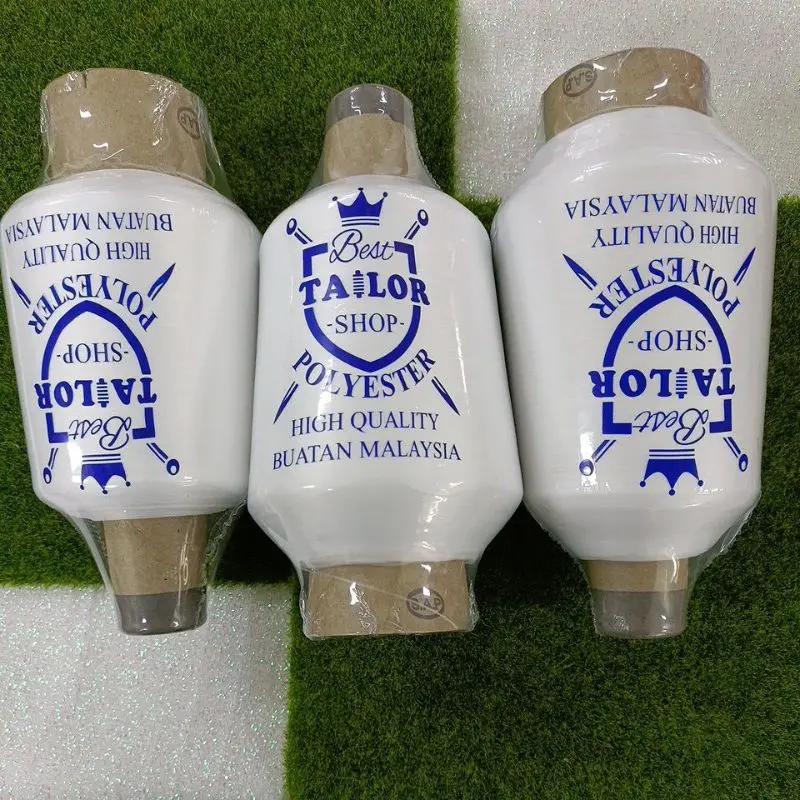 S.A.P
BUATAN MALAYSIA
HIGH QUALITY
POLYESTER
-SHOP-
TAILOR
Best
Best
TAILOR
-SHOP-
POLYESTER
HIGH QUALITY
BUATAN MALAYSIA
S.A.P
S.A.P
BUATAN MALAYSIA
HIGH QUALITY
POLYESTER
-SHOP-
TAILOR
Best